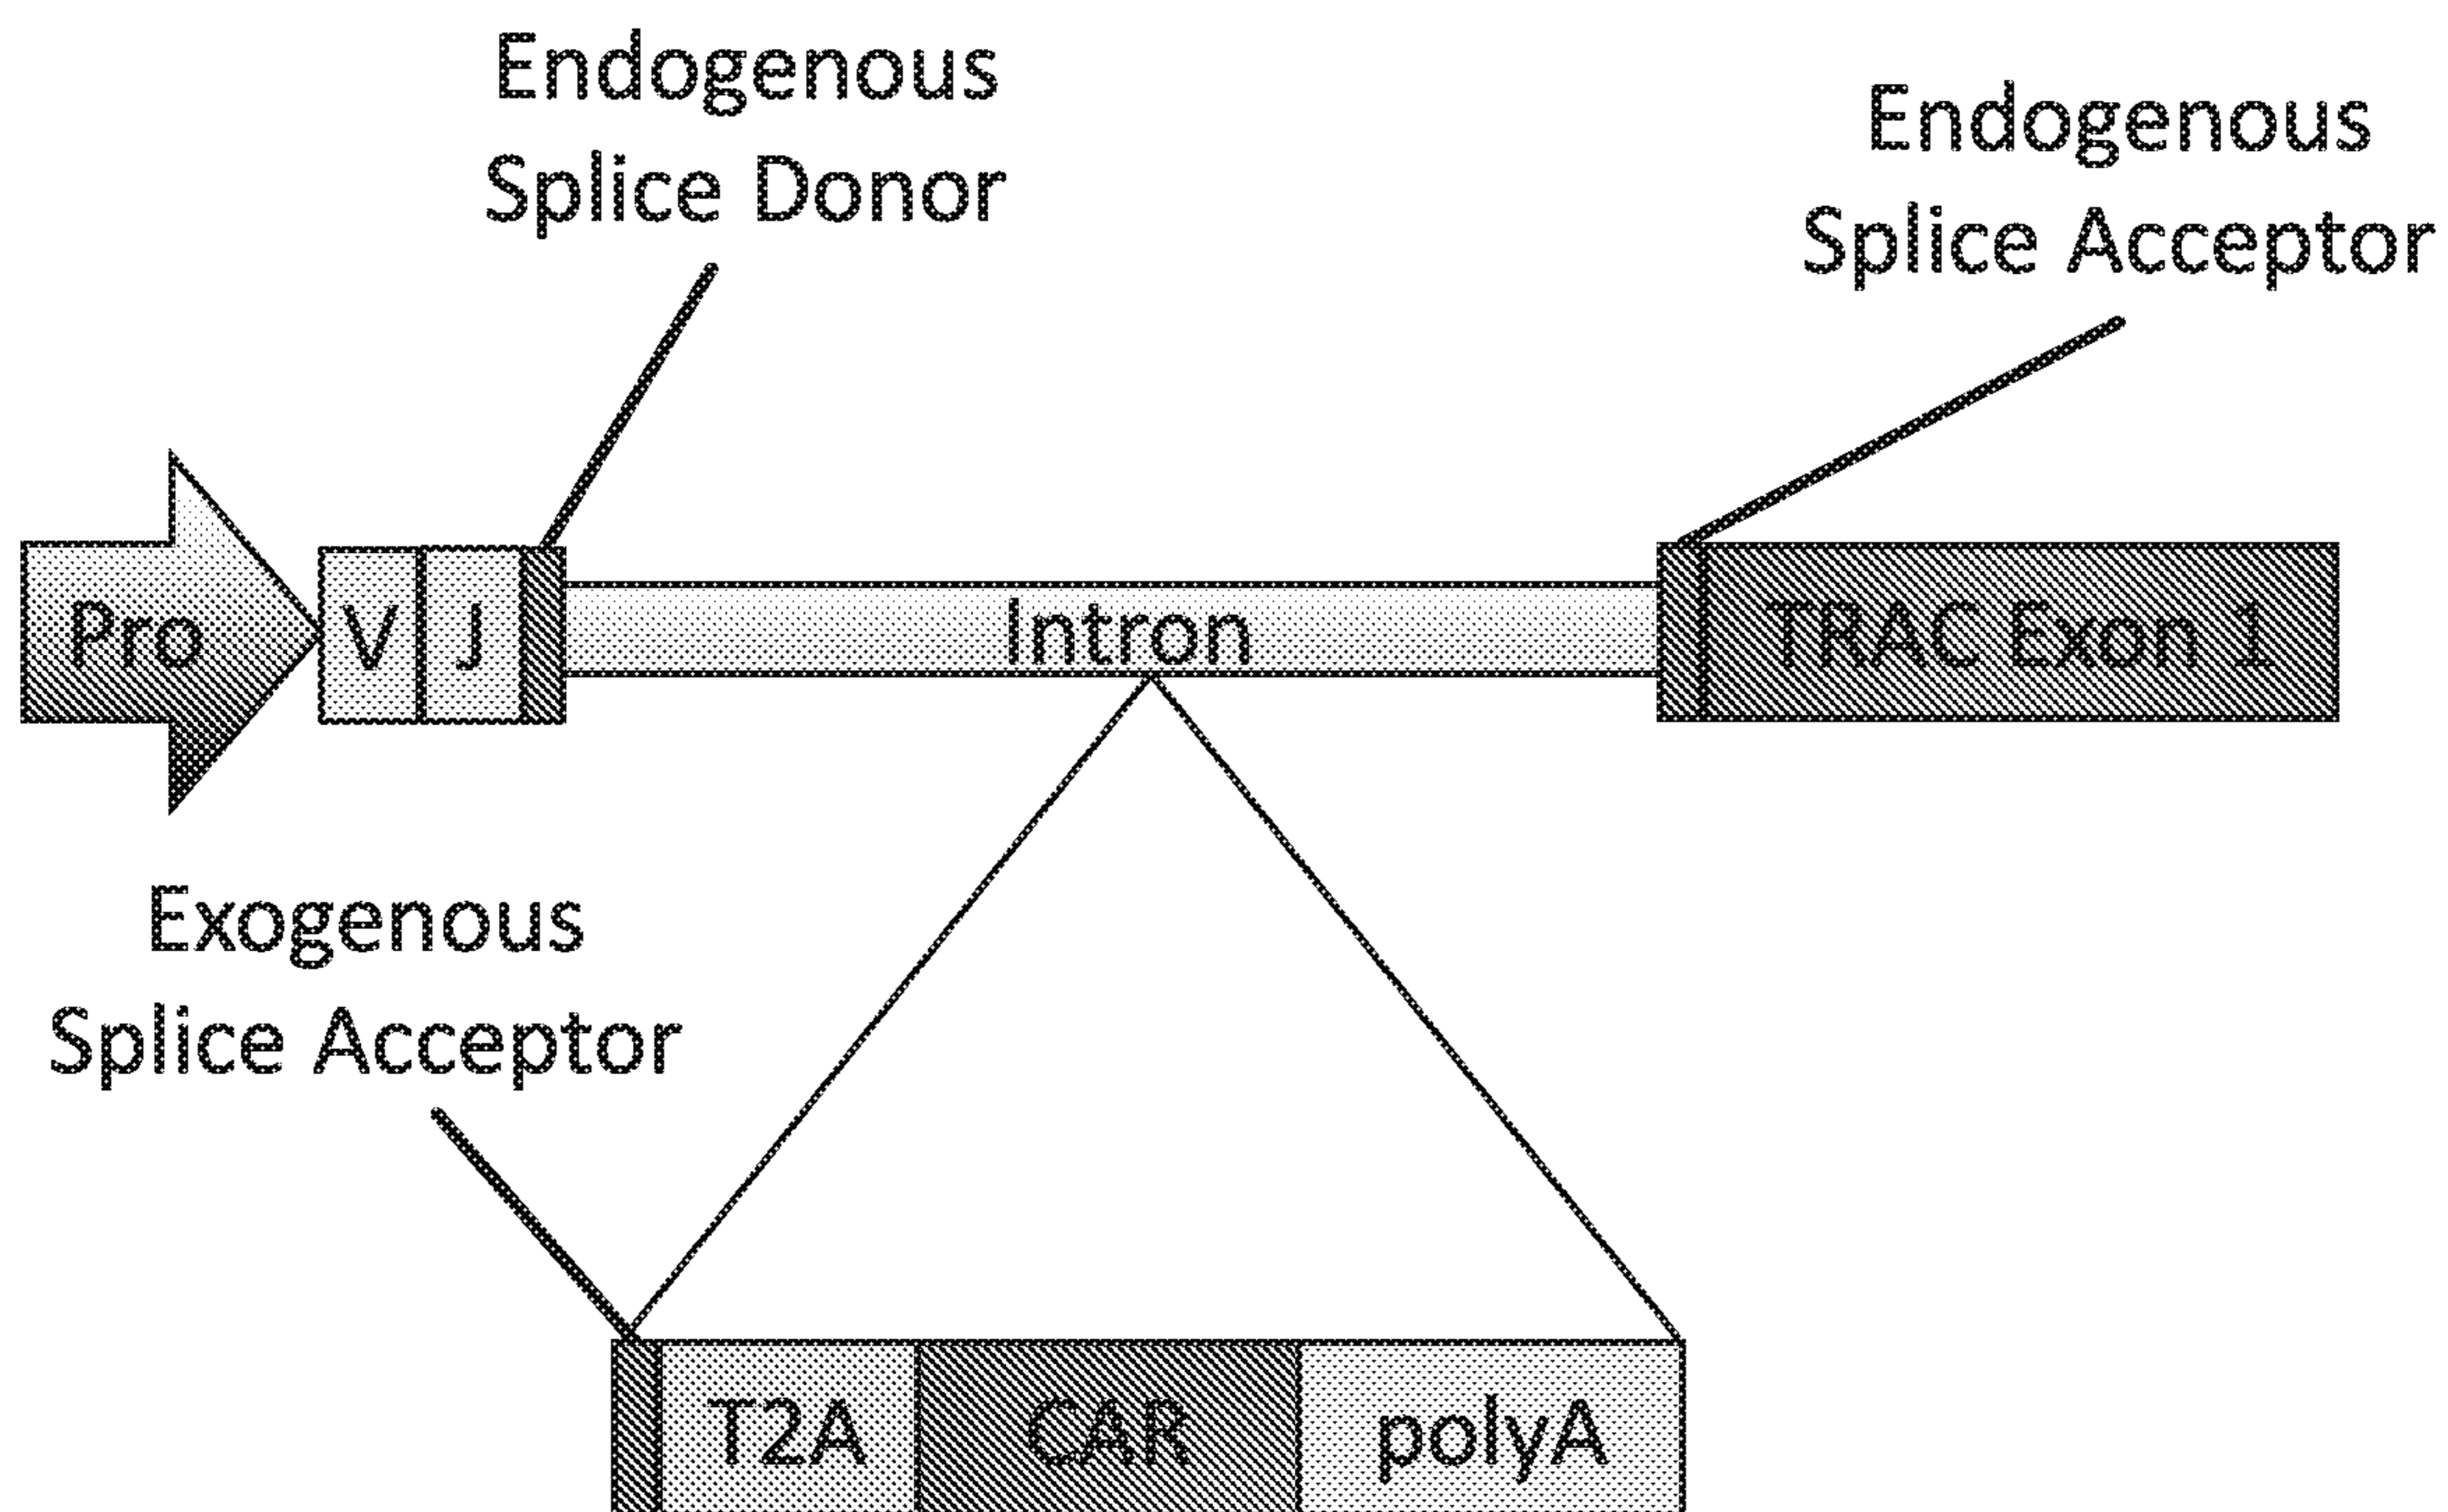 Endogenous
Splice Donor
Endogenous
Splice Acceptor
Pro
V
J
Intron
TRAC Exon 1
Exogenous
Splice Acceptor
T2A
CAR
polyA